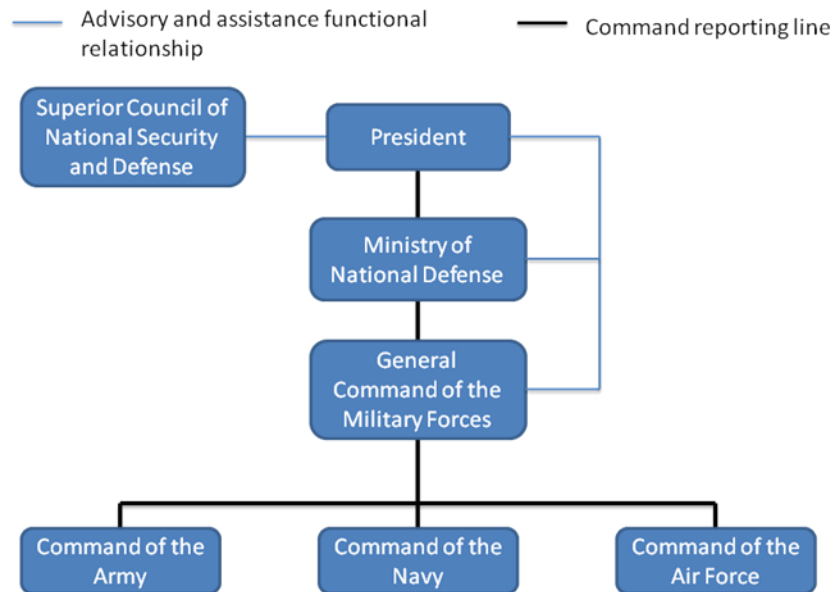 Advisory and assistance functional
relationship
Command reporting line
Superior Council of
National Security
and Defense
President
Ministry of
National Defense
General
Command of the
Military Forces
Command of the
Army
Command of the
Navy
Command of the
Air Force